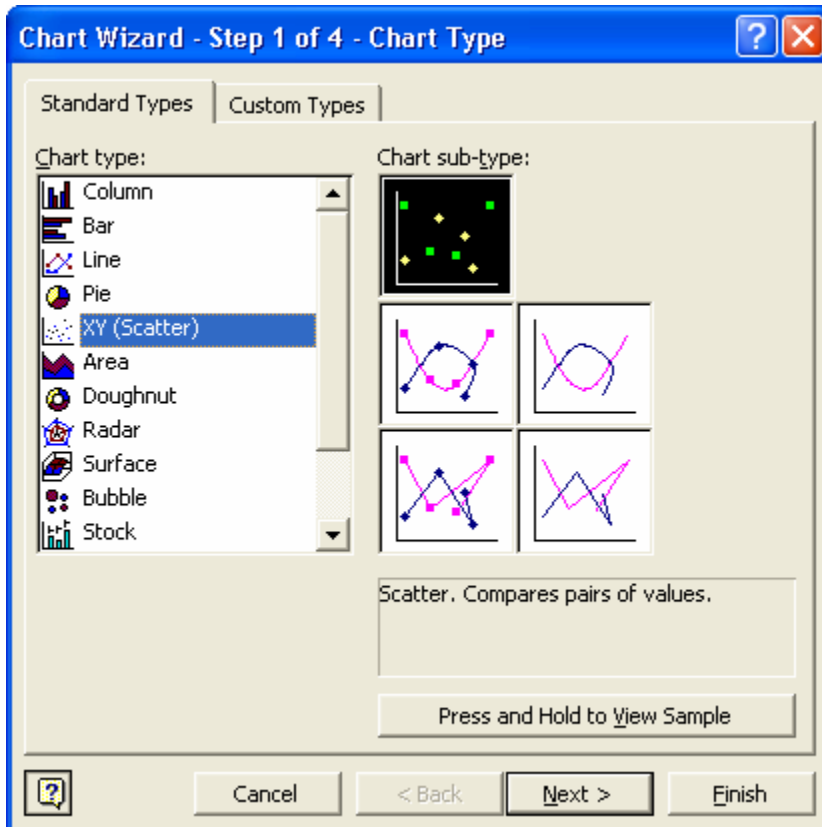 Chart Wizard - Step 1 of 4 - Chart Type
Standard Types
Custom Types
Chart type:
Column
Bar
Line
Pie
XY (Scatter)
Area
Doughnut
Radar
Surface
Bubble
Stock
Chart sub-type:
Scatter. Compares pairs of values.
Press and Hold to View Sample
Cancel
< Back
Next >
Finish